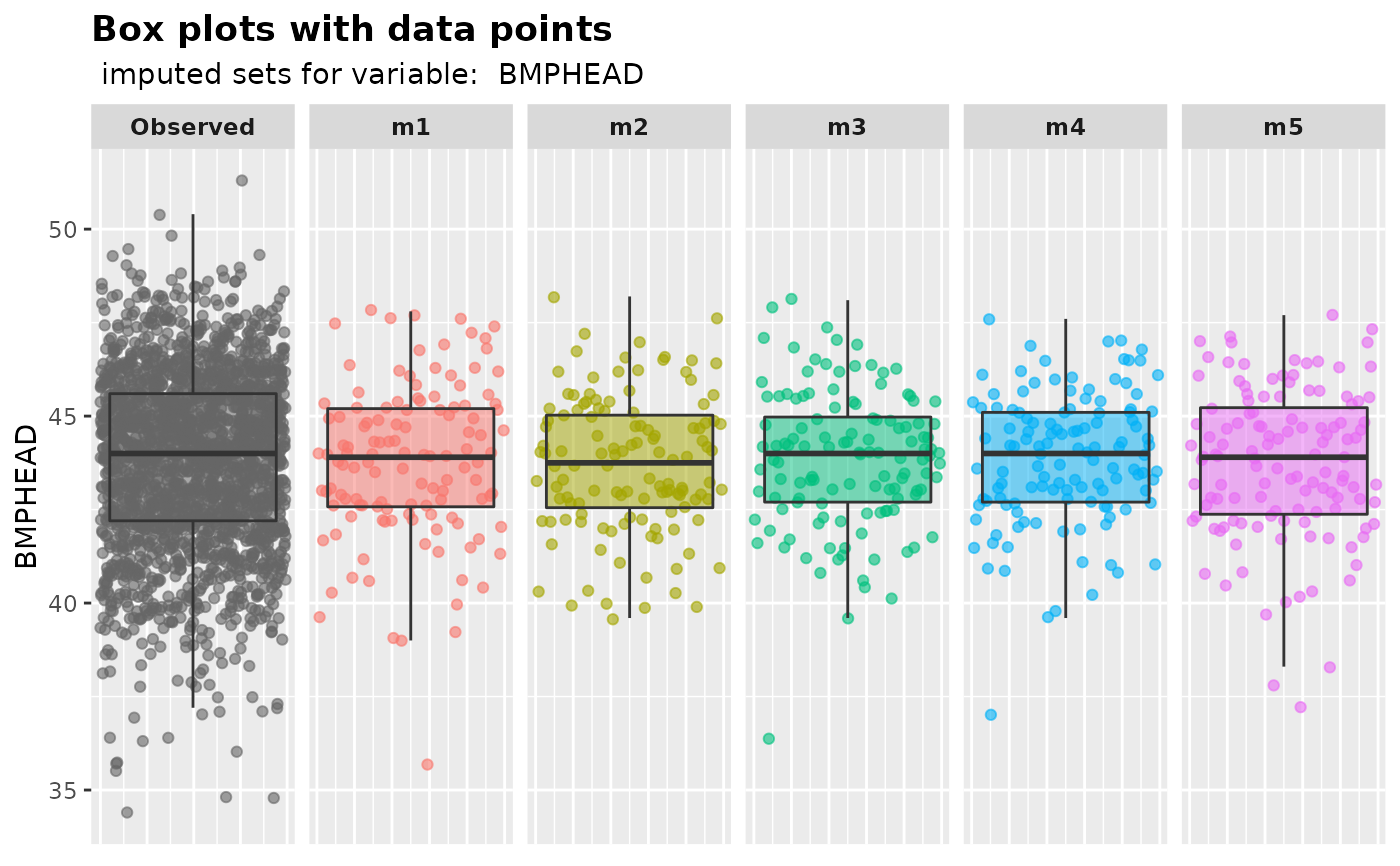 Box plots with data points
imputed sets for variable:  BMPHEAD
Observed m1 m2 m3 m4 m5
50
45
40
35
BMPHEAD